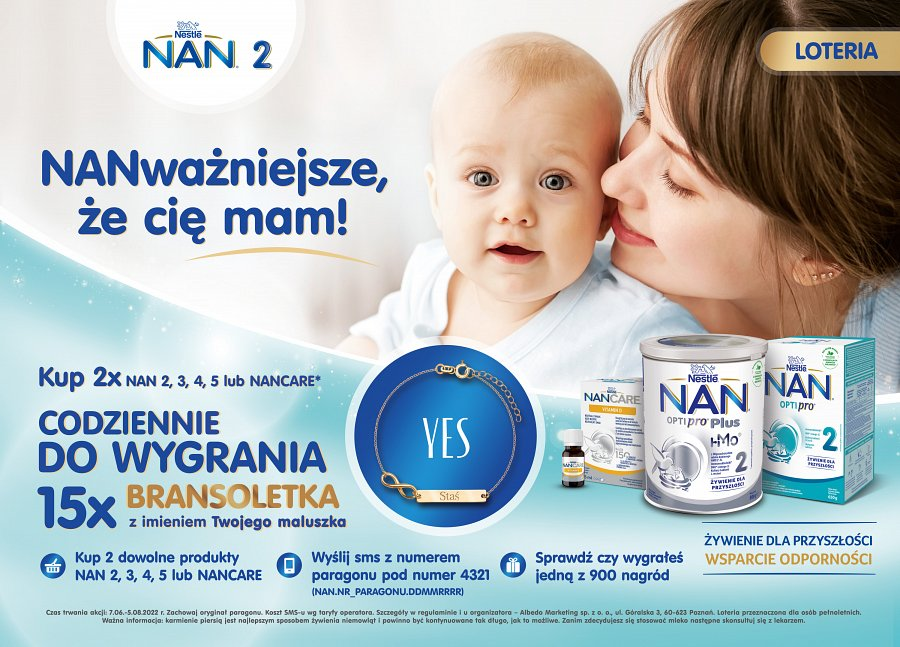 Nestlé
NAN 2
LOTERIA
NANważniejsze,
że cię mam!
Kup 2x NAN 2, 3, 4, 5 lub NANCARE*
CODZIENNIE
DO WYGRANIA
15x BRANSOLETKA
z imieniem Twojego maluszka
YES
Staś
NANCARE
VITAMIN D
NANCARE
Nestlé
NAN
OPTIPRO Plus
HMO
2
ŻYWIENIE DLA
PRZYSZŁOŚCI
Nestlé
NAN
OPTIPRO
2
ŻYWIENIE DLA
PRZYSZŁOŚCI
ŻYWIENIE DLA PRZYSZŁOŚCI
WSPARCIE ODPORNOŚCI
Kup 2 dowolne produkty
NAN 2, 3, 4, 5 lub NANCARE
Wyślij sms z numerem
paragonu pod numer 4321
(NAN.NR_PARAGONU.DDMMRRRR)
Sprawdź czy wygrałeś
jedną z 900 nagród
Czas trwania akcji: 7.06.-5.08.2022 r. Zachowaj oryginał paragonu. Koszt SMS-u wg taryfy operatora. Szczegóły w regulaminie i u organizatora – Albedo Marketing sp. z o. o., ul. Góralska 3, 60-623 Poznań. Loteria przeznaczona dla osób pełnoletnich.
Ważna informacja: karmienie piersią jest najlepszym sposobem żywienia niemowląt i powinno być kontynuowane tak długo, jak to możliwe. Zanim zdecydujesz się stosować mleko następne skonsultuj się z lekarzem.